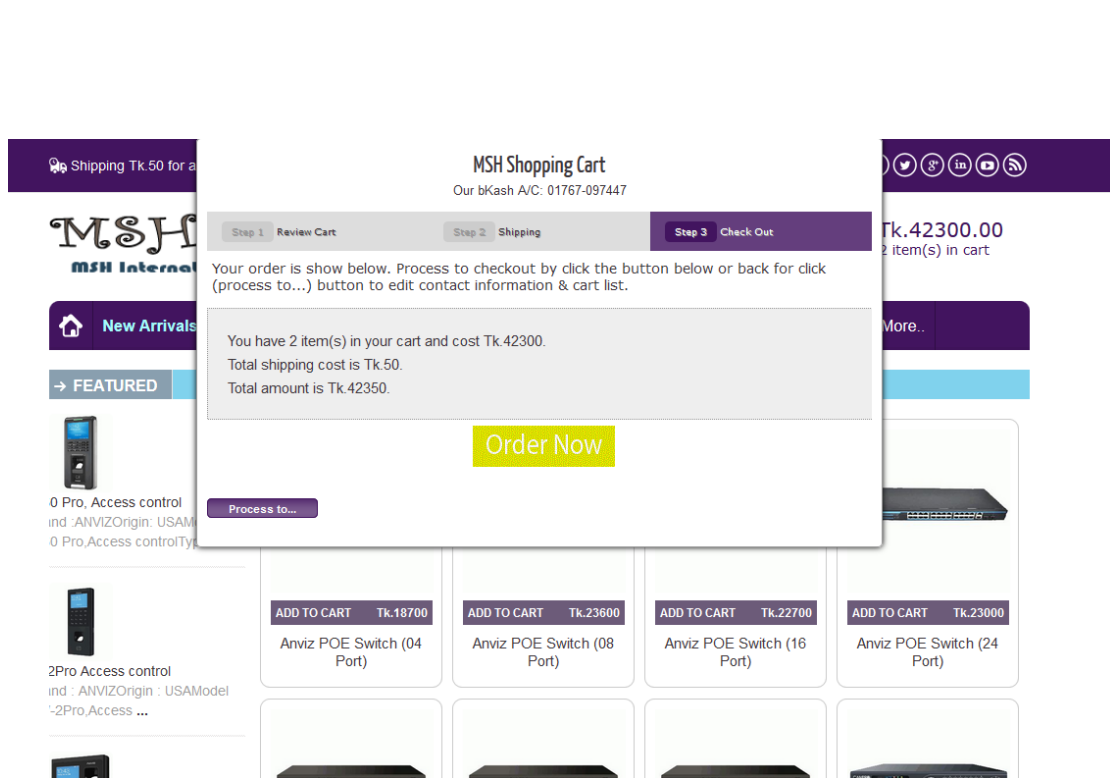 Shipping Tk.50 for a
MSH Shopping Cart
Our bKash A/C: 01767-097447
MSH
MSH Internat
Step 1 Review Cart
Step 2 Shipping
Step 3 Check Out
Tk.42300.00
2 item(s) in cart
Your order is show below. Process to checkout by click the button below or back for click
(process to...) button to edit contact information & cart list.
New Arrivals
More..
You have 2 item(s) in your cart and cost Tk.42300.
Total shipping cost is Tk.50.
Total amount is Tk.42350.
→ FEATURED
Order Now
Process to...
0 Pro, Access control
nd :ANVIZOrigin: USAM
0 Pro,Access controlTyp
ADD TO CART Tk.18700
ADD TO CART Tk.23600
ADD TO CART Tk.22700
ADD TO CART Tk.23000
Anviz POE Switch (04
Port)
Anviz POE Switch (08
Port)
Anviz POE Switch (16
Port)
Anviz POE Switch (24
Port)
2Pro Access control
nd : ANVIZOrigin : USAModel
-2Pro,Access ...